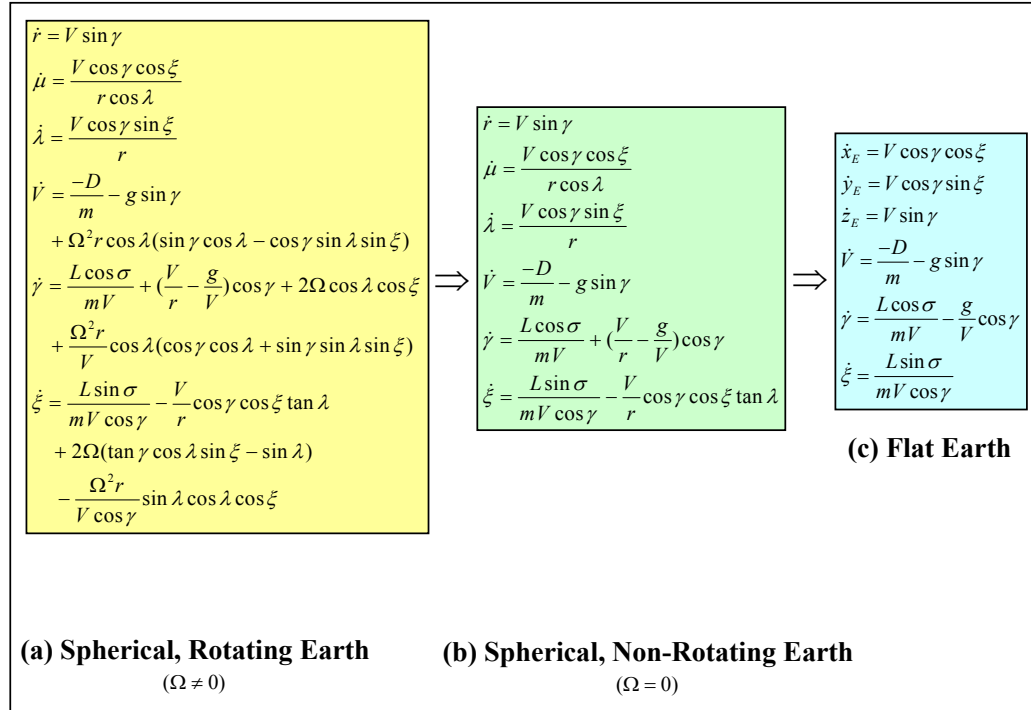 ṙ = V sin γ
μ̇ = (V cos γ cos ξ) / (r cos λ)
λ̇ = (V cos γ sin ξ) / r
V̇ = −D/m − g sin γ
+ Ω² r cos λ(sin γ cos λ − cos γ sin λ sin ξ)
γ̇ = (L cos σ)/(mV) + (V/r − g/V) cos γ + 2Ω cos λ cos ξ
+ (Ω² r)/V cos λ(cos γ cos λ + sin γ sin λ sin ξ)
ξ̇ = (L sin σ)/(mV cos γ) − V/r cos γ cos ξ tan λ
+ 2Ω(tan γ cos λ sin ξ − sin λ)
− (Ω² r)/(V cos γ) sin λ cos λ cos ξ
(a) Spherical, Rotating Earth
(Ω ≠ 0)
⇒
ṙ = V sin γ
μ̇ = (V cos γ cos ξ) / (r cos λ)
λ̇ = (V cos γ sin ξ) / r
V̇ = −D/m − g sin γ
γ̇ = (L cos σ)/(mV) + (V/r − g/V) cos γ
ξ̇ = (L sin σ)/(mV cos γ) − V/r cos γ cos ξ tan λ
(b) Spherical, Non-Rotating Earth
(Ω = 0)
⇒
ẋ_E = V cos γ cos ξ
ẏ_E = V cos γ sin ξ
ż_E = V sin γ
V̇ = −D/m − g sin γ
γ̇ = (L cos σ)/(mV) − g/V cos γ
ξ̇ = (L sin σ)/(mV cos γ)
(c) Flat Earth